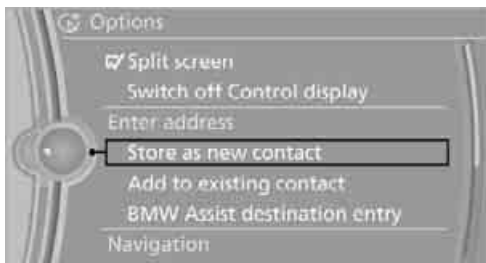 Options
Split screen
Switch off Control display
Enter address
Store as new contact
Add to existing contact
BMW Assist destination entry
Navigation